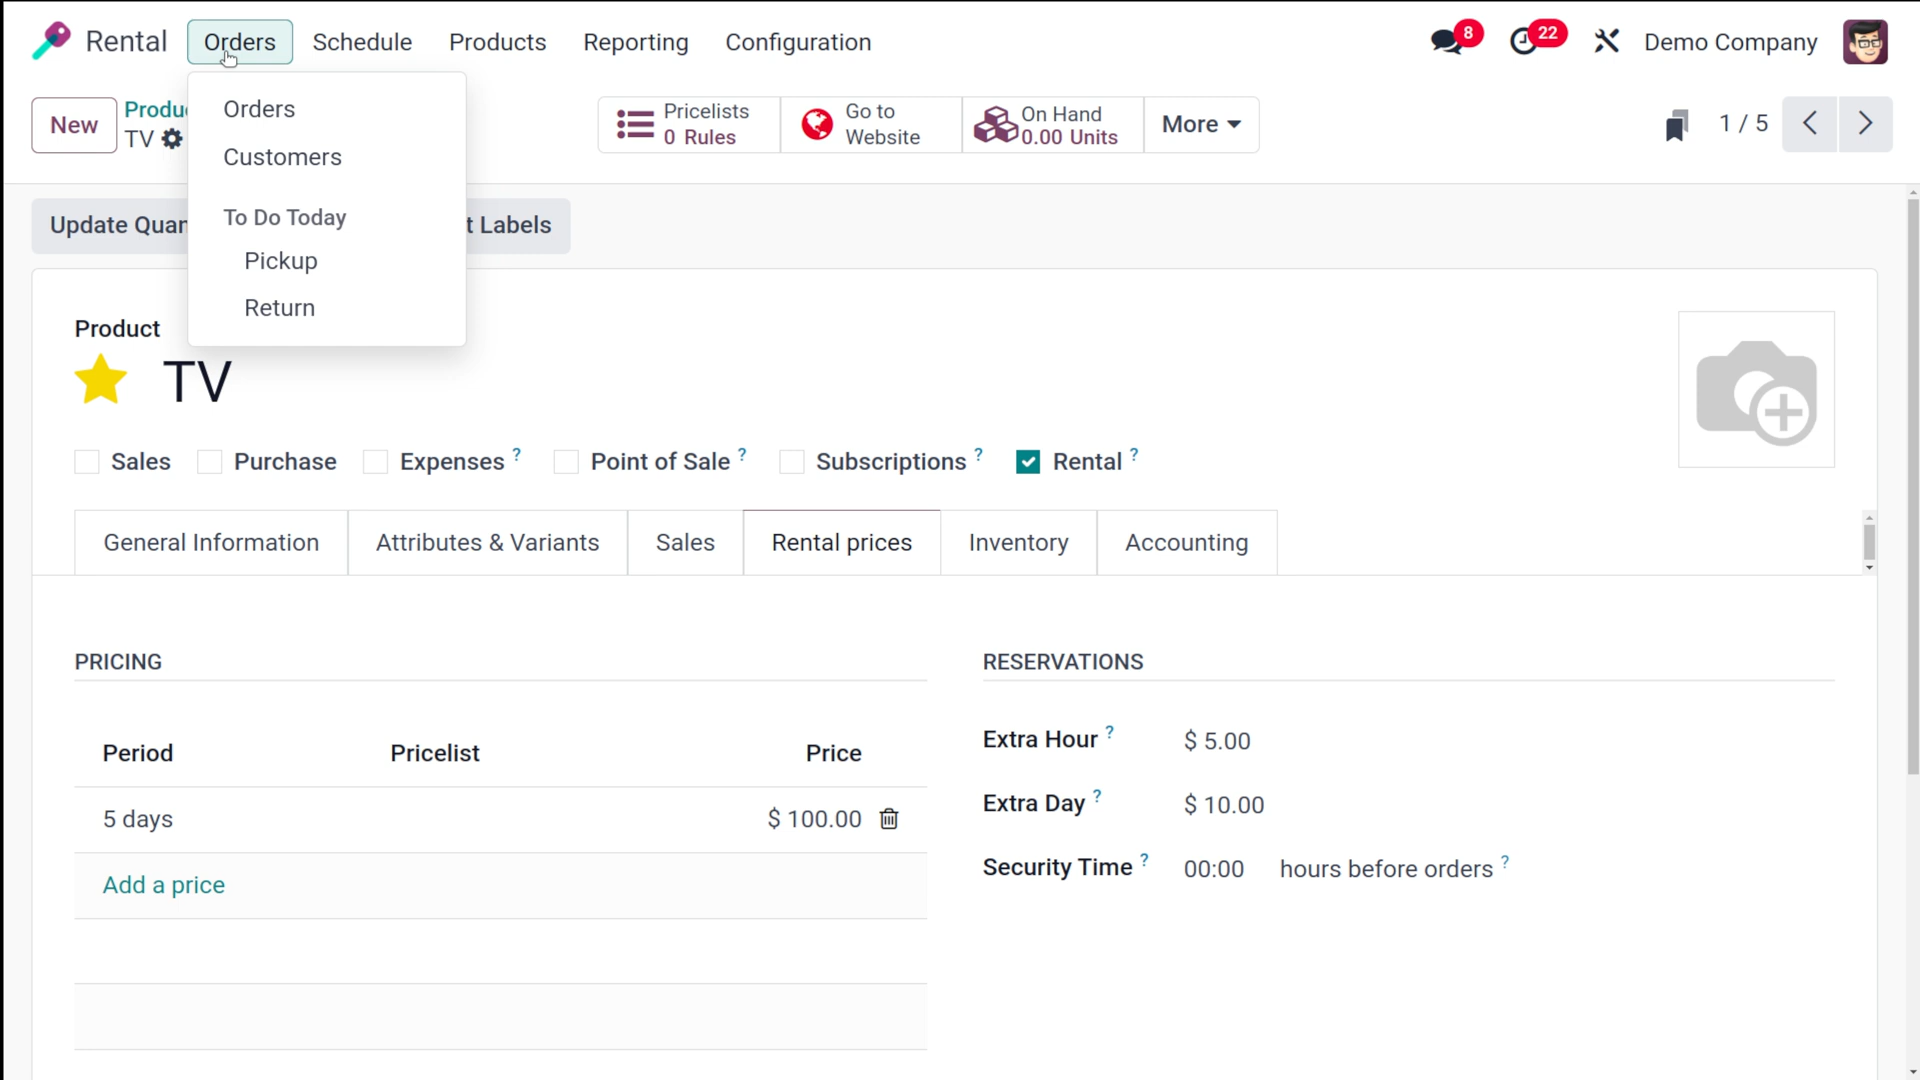 Rental Orders Schedule Products Reporting Configuration 8 22 Demo Company
Orders
Customers
To Do Today
Pickup
Return
New
TV
Pricelists
0 Rules
Go to
Website
On Hand
0.00 Units
More
1 / 5
Product
TV
Sales Purchase Expenses ? Point of Sale ? Subscriptions ? Rental ?
General Information Attributes & Variants Sales Rental prices Inventory Accounting
PRICING
Period Pricelist Price
5 days $ 100.00
Add a price
RESERVATIONS
Extra Hour ? $ 5.00
Extra Day ? $ 10.00
Security Time ? 00:00 hours before orders ?
Update
Labels